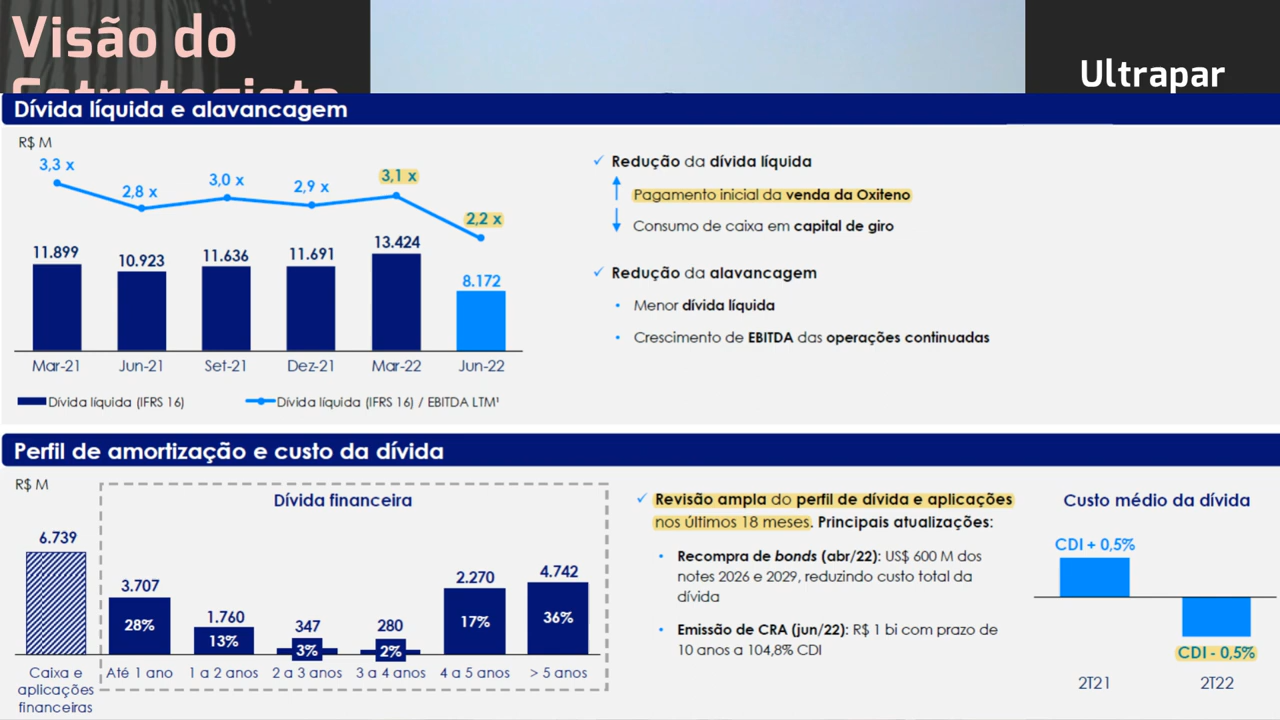 Visão do
Estrategista
Ultrapar
Dívida líquida e alavancagem
R$ M
3,3 x
2,8 x
3,0 x
2,9 x
3,1 x
2,2 x
11.899
10.923
11.636
11.691
13.424
8.172
Mar-21
Jun-21
Set-21
Dez-21
Mar-22
Jun-22
Dívida líquida (IFRS 16)
Dívida líquida (IFRS 16) / EBITDA LTM¹
✓ Redução da dívida líquida
Pagamento inicial da venda da Oxiteno
Consumo de caixa em capital de giro
✓ Redução da alavancagem
• Menor dívida líquida
• Crescimento de EBITDA das operações continuadas
Perfil de amortização e custo da dívida
R$ M
Dívida financeira
6.739
3.707
1.760
347
280
2.270
4.742
28%
13%
3%
2%
17%
36%
Caixa e
aplicações
financeiras
Até 1 ano
1 a 2 anos
2 a 3 anos
3 a 4 anos
4 a 5 anos
> 5 anos
✓ Revisão ampla do perfil de dívida e aplicações
nos últimos 18 meses. Principais atualizações:
• Recompra de bonds (abr/22): US$ 600 M dos
notes 2026 e 2029, reduzindo custo total da
dívida
• Emissão de CRA (jun/22): R$ 1 bi com prazo de
10 anos a 104,8% CDI
Custo médio da dívida
CDI + 0,5%
CDI - 0,5%
2T21
2T22